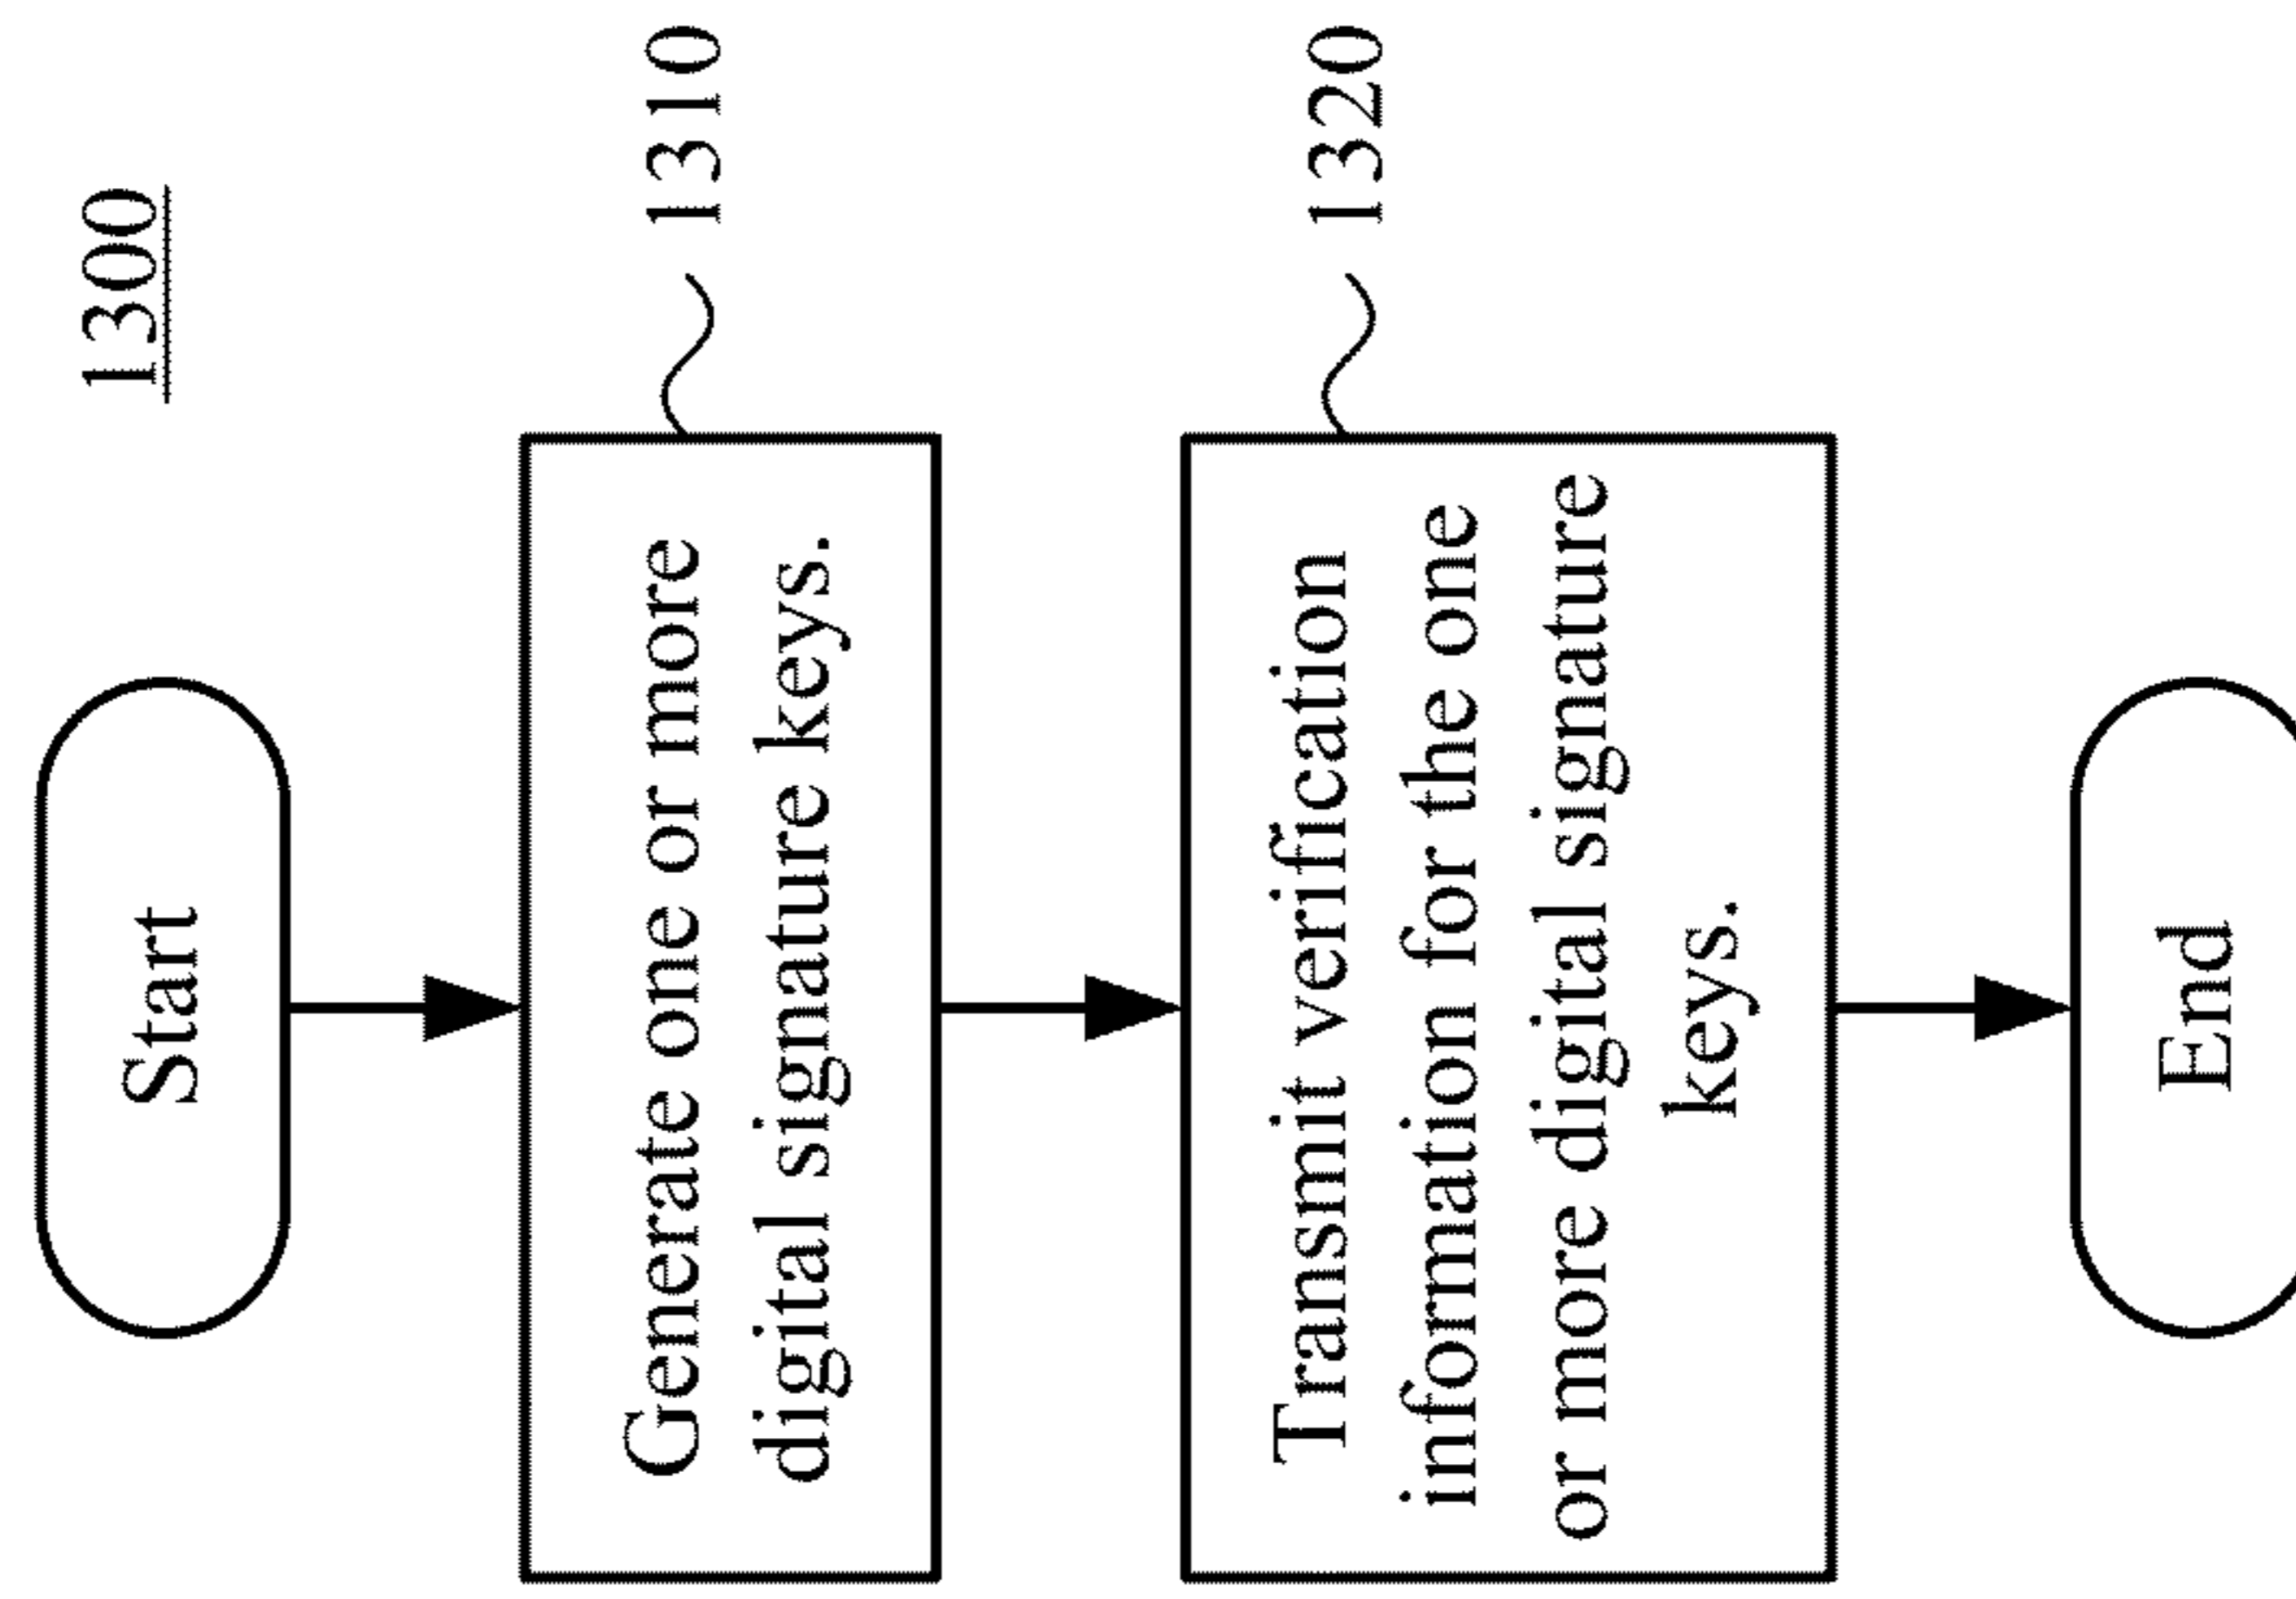 1300
Start
Generate one or more
digital signature keys.
1310
Transmit verification
information for the one
or more digital signature
keys.
1320
End